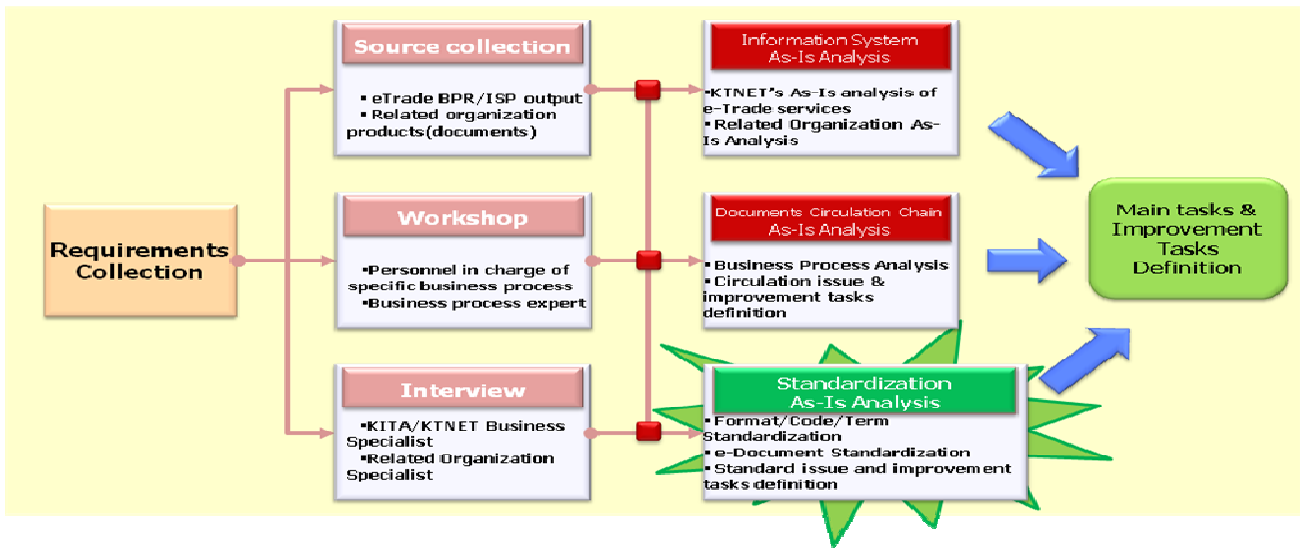 Requirements
Collection
Source collection
▪ eTrade BPR/ISP output
▪ Related organization
products(documents)
Workshop
▪Personnel in charge of
specific business process
▪Business process expert
Interview
▪KITA/KTNET Business
Specialist
▪Related Organization
Specialist
Information System
As-Is Analysis
▪KTNET's As-Is analysis of
e-Trade services
▪Related Organization As-
Is Analysis
Documents Circulation Chain
As-Is Analysis
▪Business Process Analysis
▪Circulation issue &
improvement tasks
definition
Standardization
As-Is Analysis
▪Format/Code/Term
Standardization
▪e-Document Standardization
▪Standard issue and improvement
tasks definition
Main tasks &
Improvement
Tasks
Definition